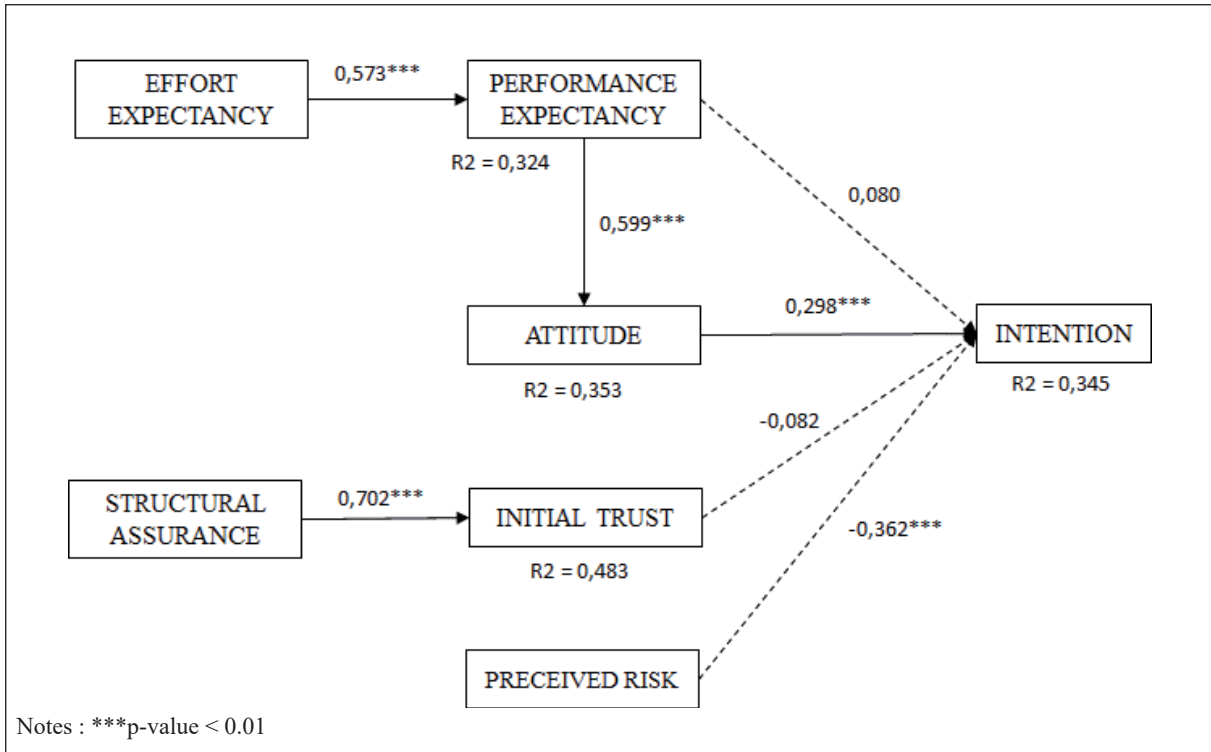 EFFORT
EXPECTANCY
0,573***
PERFORMANCE
EXPECTANCY
R2 = 0,324
0,080
0,599***
ATTITUDE
R2 = 0,353
0,298***
INTENTION
R2 = 0,345
-0,082
STRUCTURAL
ASSURANCE
0,702***
INITIAL TRUST
R2 = 0,483
-0,362***
PRECEIVED RISK
Notes : ***p-value < 0.01